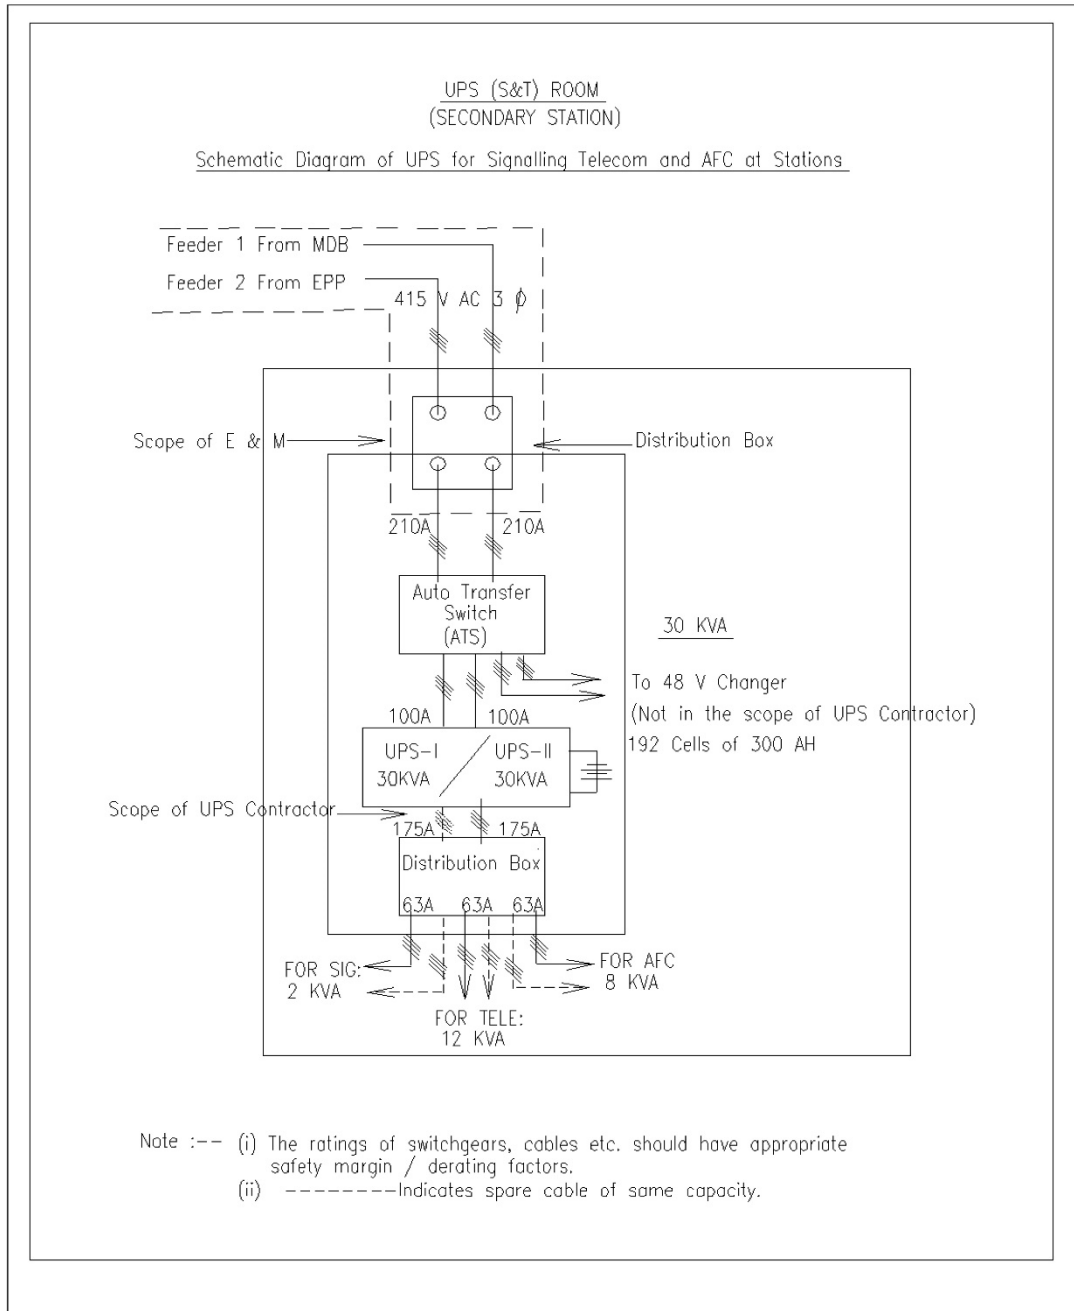 UPS (S&T) ROOM
(SECONDARY STATION)
Schematic Diagram of UPS for Signalling Telecom and AFC at Stations
Feeder 1 From MDB
Feeder 2 From EPP
415 V AC 3 ϕ
Scope of E & M
Distribution Box
210A
210A
Auto Transfer
Switch
(ATS)
30 KVA
To 48 V Changer
(Not in the scope of UPS Contractor)
192 Cells of 300 AH
100A
100A
UPS-I
30KVA
UPS-II
30KVA
Scope of UPS Contractor
175A
175A
Distribution Box
63A
63A
63A
FOR SIG:
2 KVA
FOR TELE:
12 KVA
FOR AFC
8 KVA
Note :-- (i) The ratings of switchgears, cables etc. should have appropriate
safety margin / derating factors.
(ii) --------Indicates spare cable of same capacity.